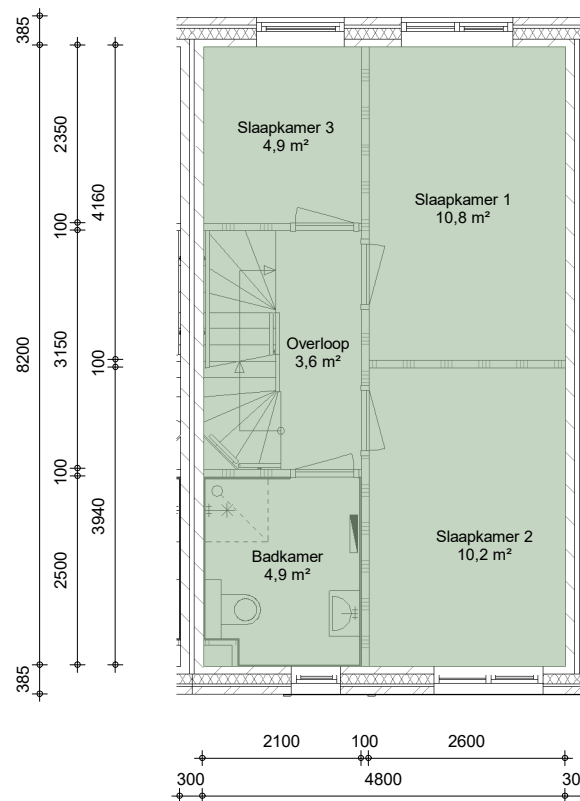 385
2350
4160
100
8200
3150
100
100
3940
2500
385
Slaapkamer 3
4,9 m²
Slaapkamer 1
10,8 m²
Overloop
3,6 m²
Slaapkamer 2
10,2 m²
Badkamer
4,9 m²
2100
100
2600
300
4800
30